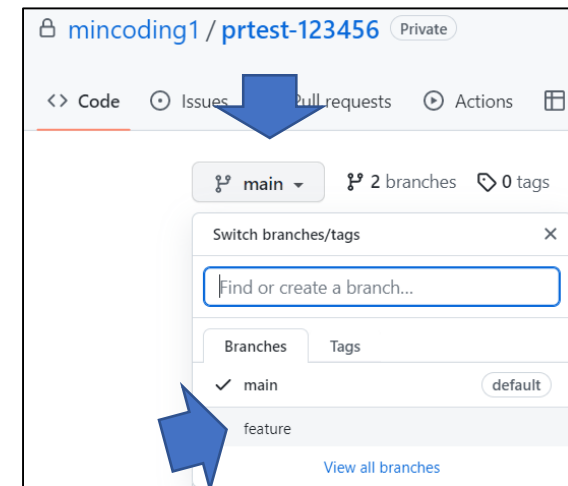 mincoding1 / prtest-123456 Private
Code Issues Pull requests Actions
main 2 branches 0 tags
Switch branches/tags
Find or create a branch...
Branches Tags
main default
feature
View all branches